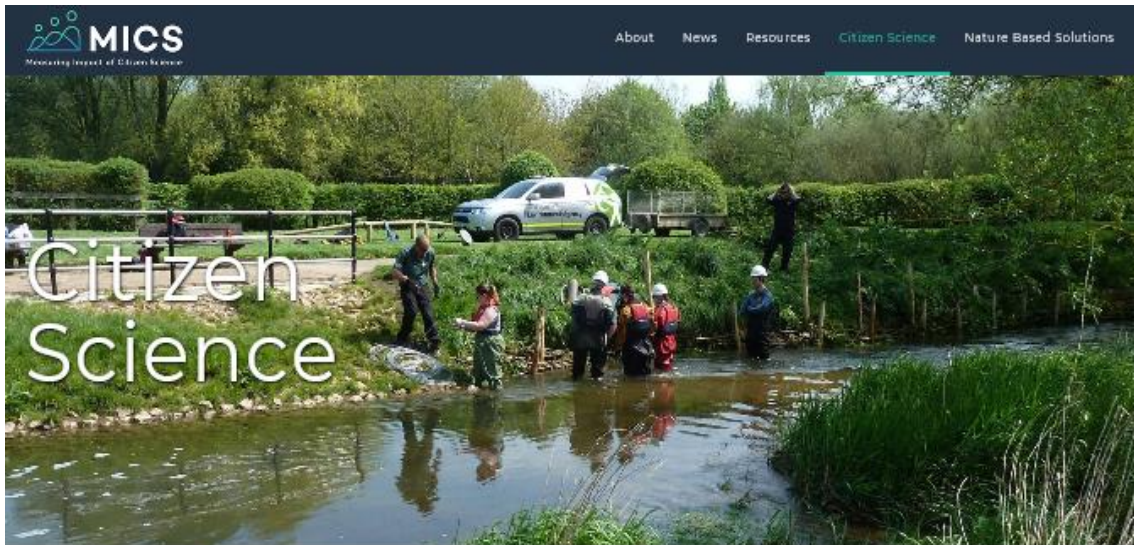 MICS
Measuring Impact of Citizen Science
About News Resources Citizen Science Nature Based Solutions
Citizen
Science